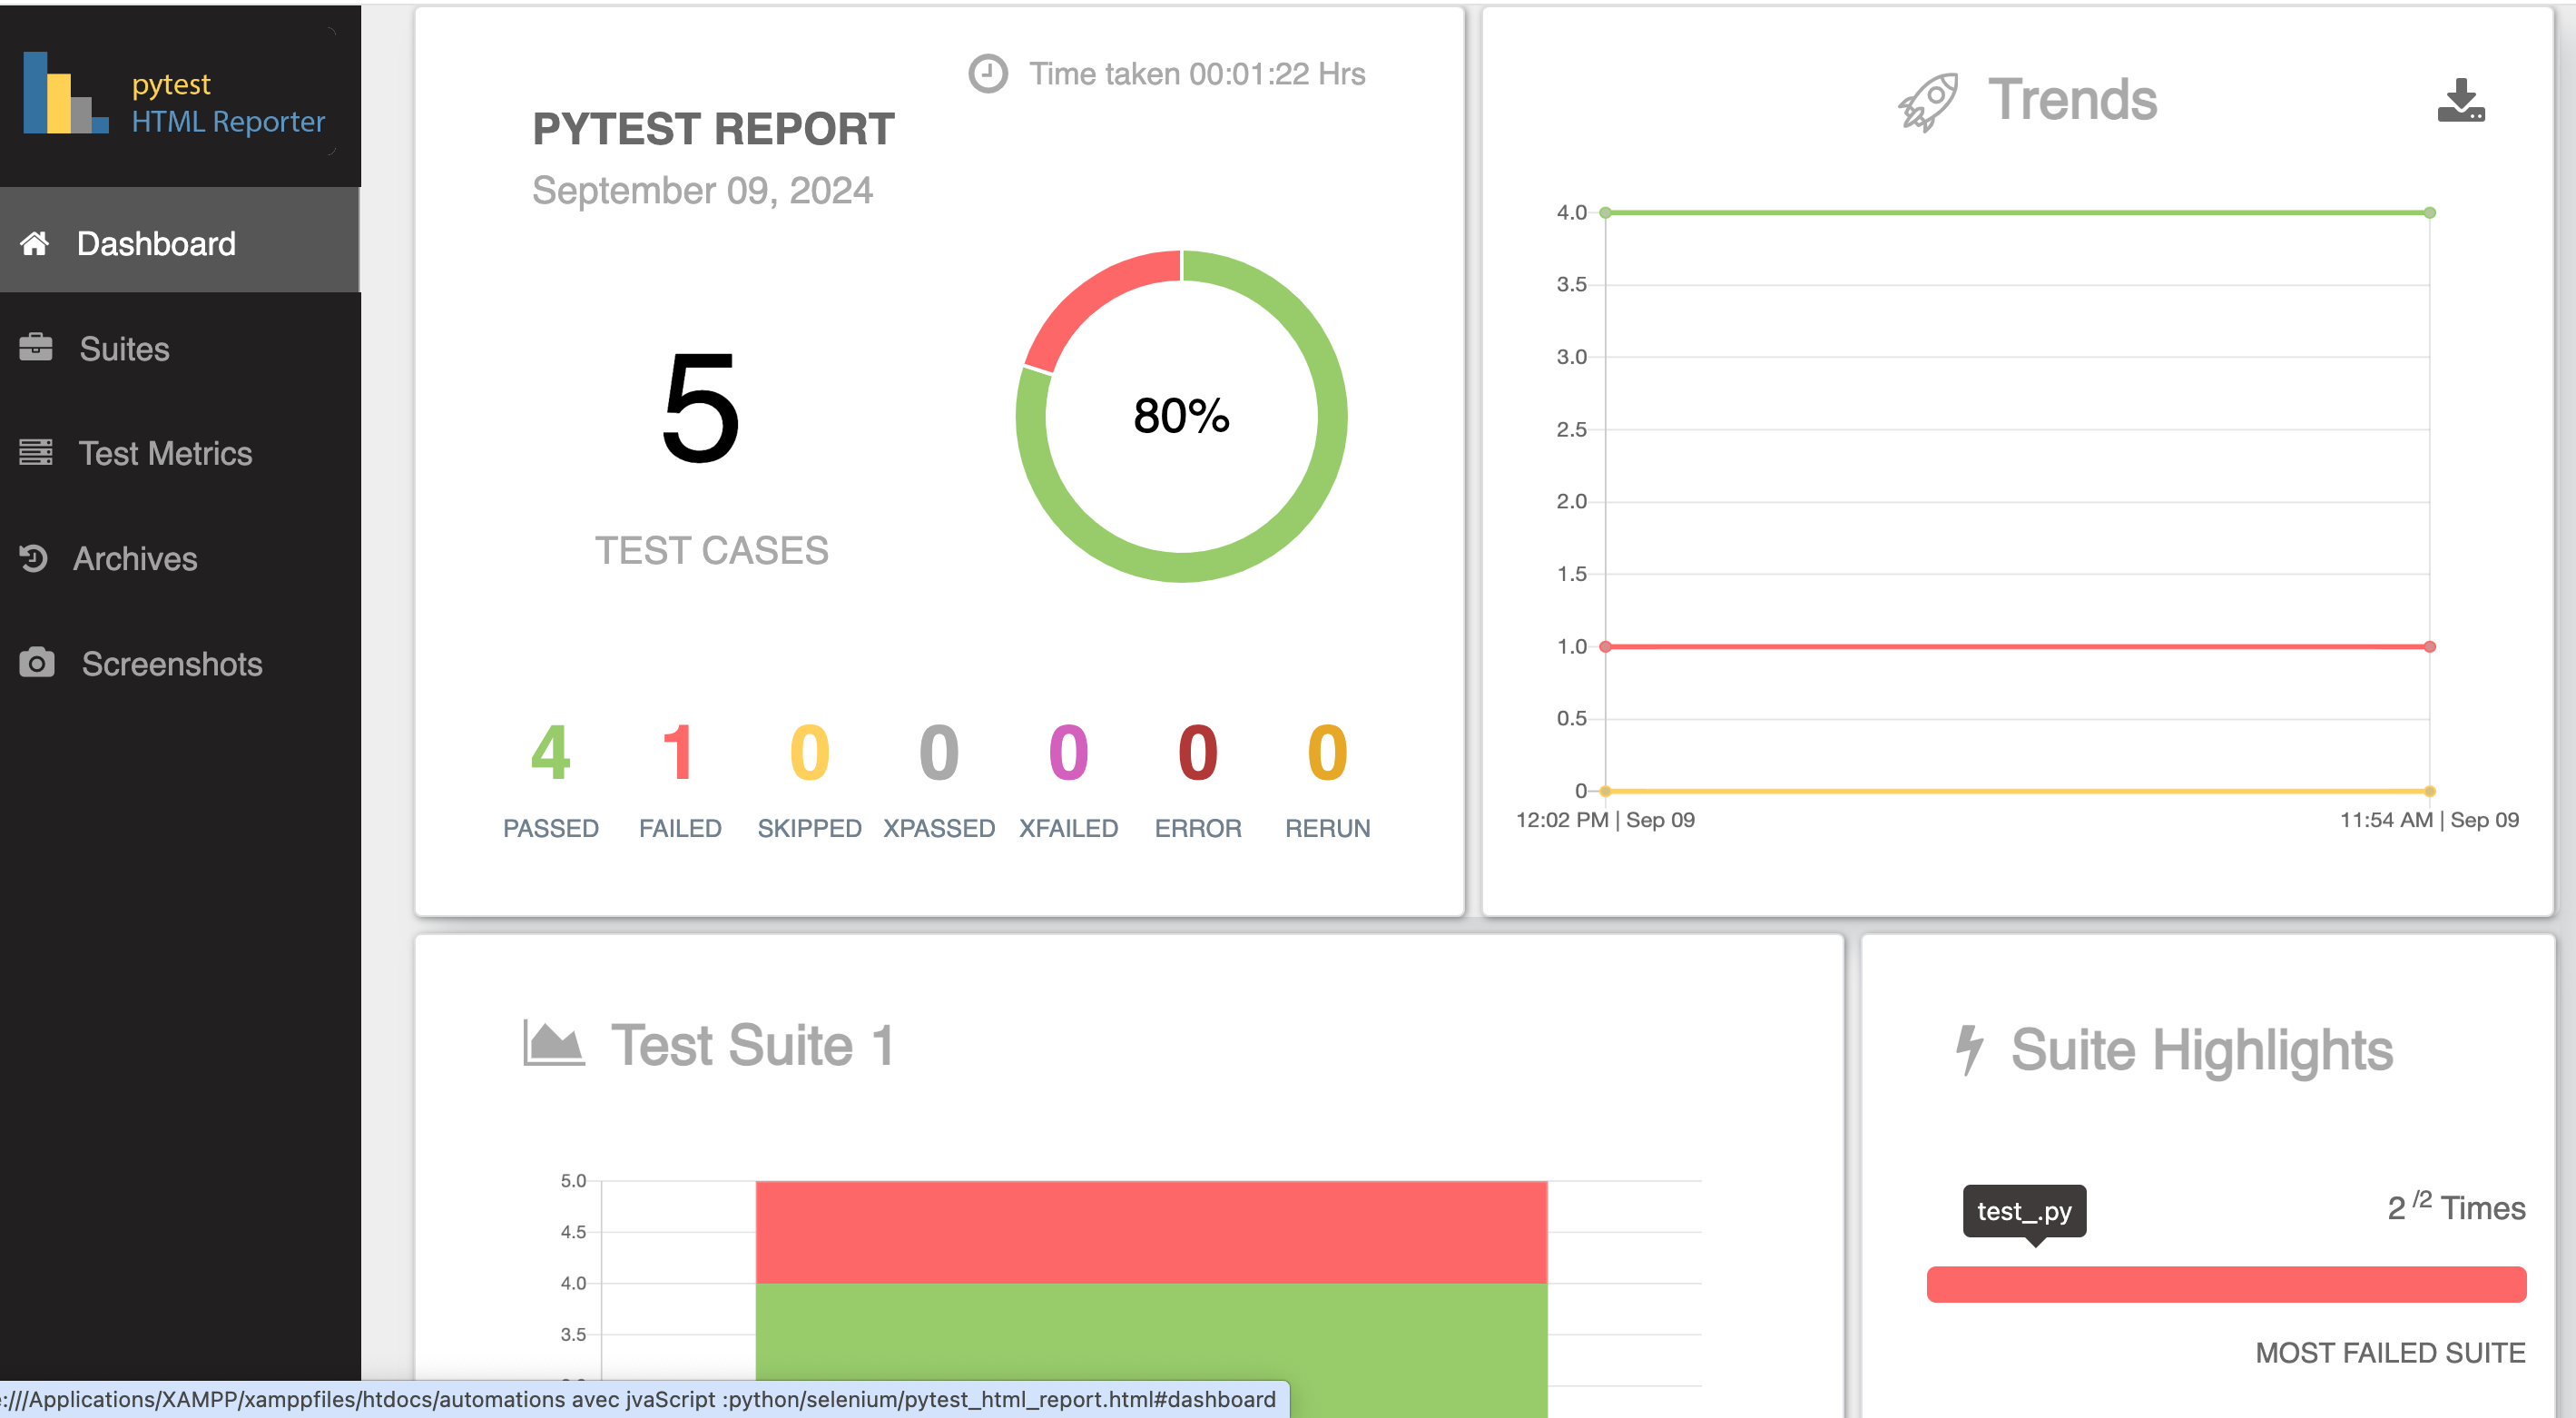 pytest
HTML Reporter
Dashboard
Suites
Test Metrics
Archives
Screenshots
Time taken 00:01:22 Hrs
PYTEST REPORT
September 09, 2024
5
TEST CASES
80%
4 1 0 0 0 0 0
PASSED FAILED SKIPPED XPASSED XFAILED ERROR RERUN
Trends
4.0
3.5
3.0
2.5
2.0
1.5
1.0
0.5
0
12:02 PM | Sep 09 11:54 AM | Sep 09
Test Suite 1
5.0
4.5
4.0
3.5
Suite Highlights
test_.py
2 /2 Times
MOST FAILED SUITE
:///Applications/XAMPP/xamppfiles/htdocs/automations avec jvaScript :python/selenium/pytest_html_report.html#dashboard